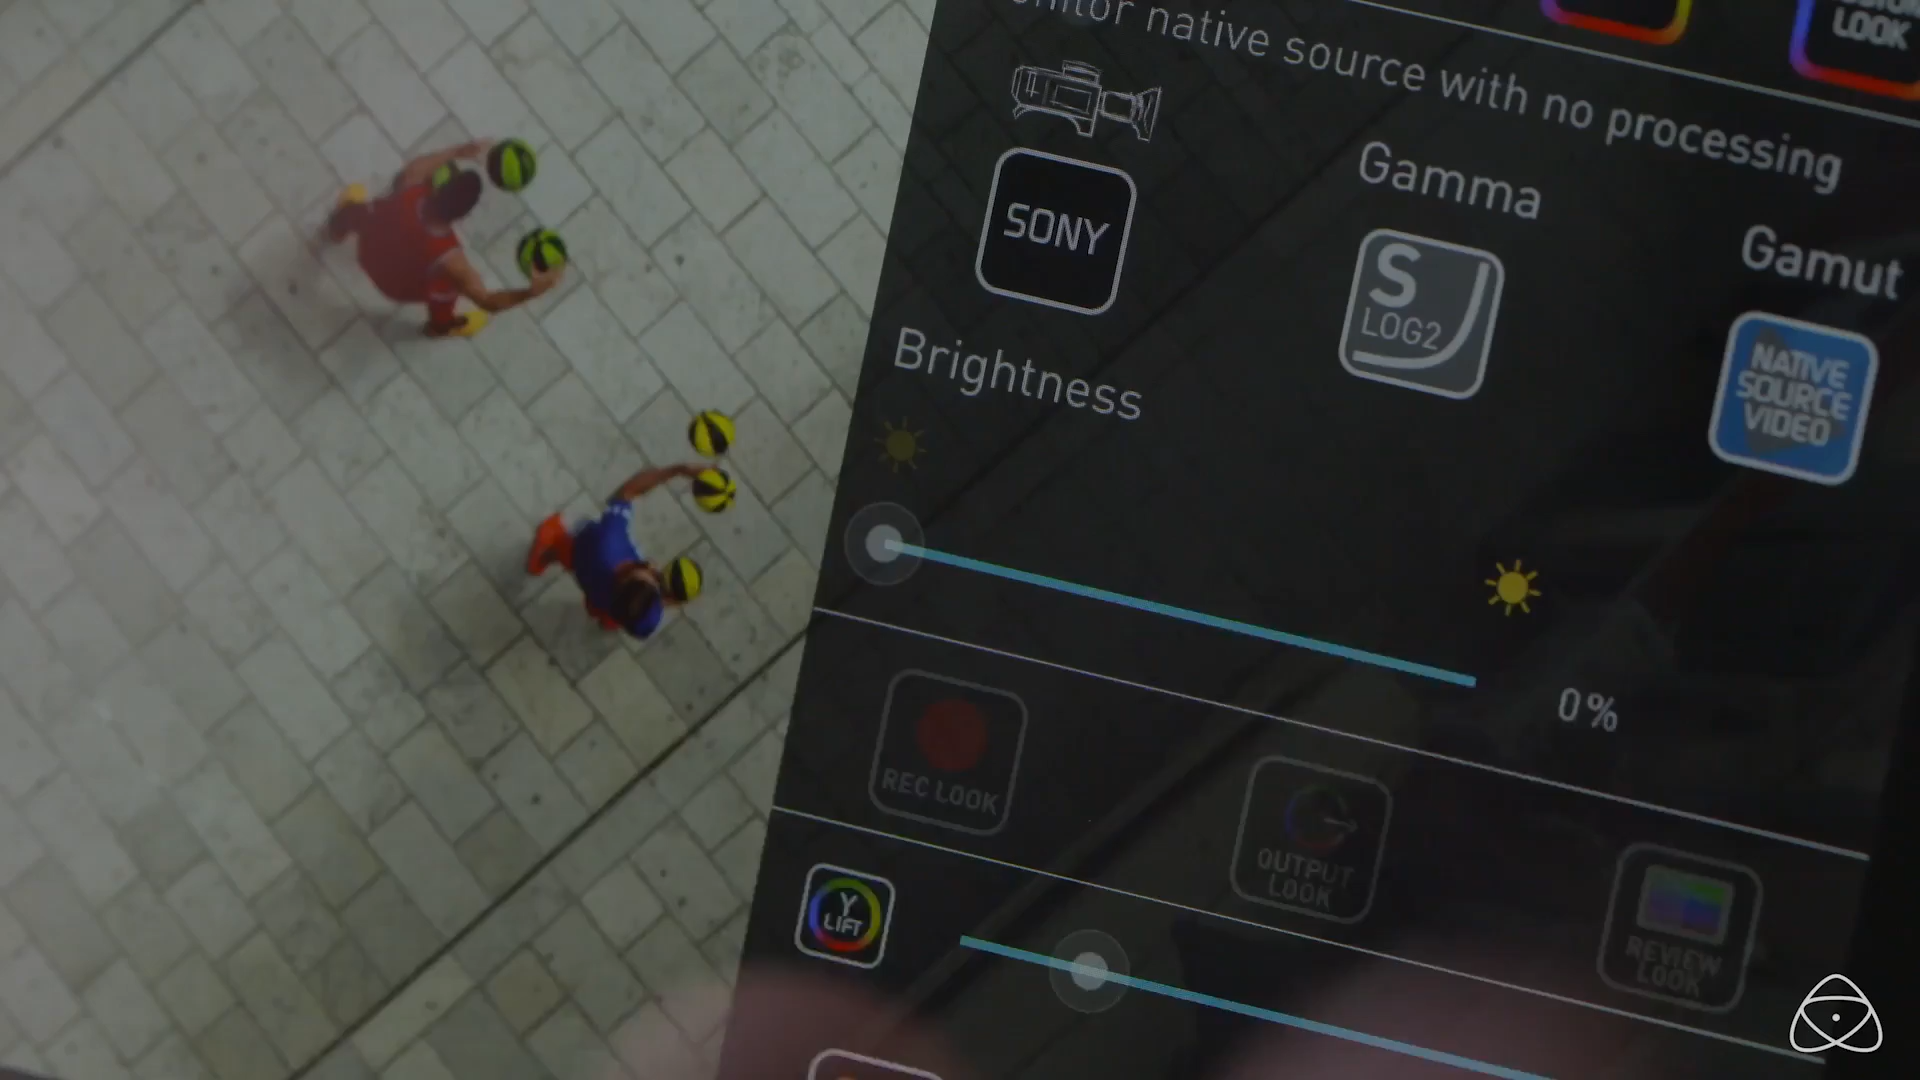 LOOK
native source with no processing
SONY
Gamma
S
LOG2
Gamut
NATIVE
SOURCE
VIDEO
Brightness
0%
REC LOOK
OUTPUT
LOOK
REVIEW
LOOK
Y
LIFT